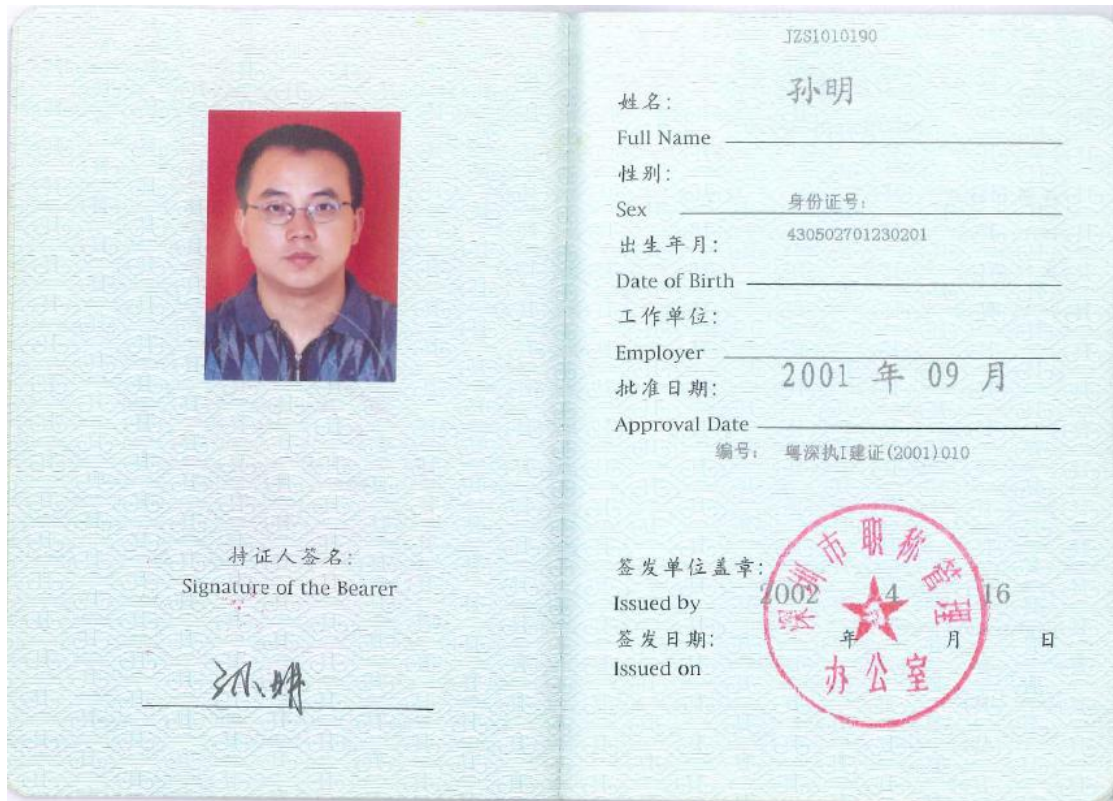 持证人签名:
Signature of the Bearer
孙明
JZS1010190
姓名: 孙明
Full Name
性别:
Sex 身份证号:
出生年月: 430502701230201
Date of Birth
工作单位:
Employer
批准日期: 2001 年 09 月
Approval Date
编号: 粤深执I建证(2001)010
签发单位盖章:
Issued by 2002 4 16
签发日期: 年 月 日
Issued on
深圳市职称管理
办公室